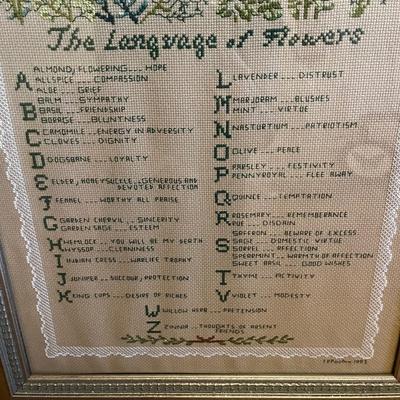 The Language of Flowers
A
ALMOND, FLOWERING... HOPE
ALLSPICE ... COMPASSION
ALOE ... GRIEF
B
BALM ... SYMPATHY
BASIL ... FRIENDSHIP
BORAGE ... BLUNTNESS
C
CAMOMILE... ENERGY IN ADVERSITY
CLOVES ... DIGNITY
D
DOGSBANE ... LOYALTY
E
ELDER, HONEYSUCKLE ... GENEROUS AND
DEVOTED AFFECTION
F
FENNEL ... WORTHY ALL PRAISE
G
GARDEN CHERVIL ... SINCERITY
GARDEN SAGE ... ESTEEM
H
HEMLOCK ... YOU WILL BE MY DEATH
HYSSOP ... CLEANINESS
I
INDIAN CRESS ... WARLIKE TROPHY
J
JUNIPER ... SUCCOUR, PROTECTION
K
KING CUPS ... DESIRE OF RICHES
L
LAVENDER ... DISTRUST
M
MARJORAM ... BLUSHES
MINT ... VIRTUE
N
NASTURTIUM ... PATRIOTISM
O
OLIVE ... PEACE
P
PARSLEY ... FESTIVITY
PENNYROYAL ... FLEE AWAY
Q
QUINCE ... TEMPTATION
R
ROSEMARY ... REMEMBERANCE
RUE ... DISDAIN
S
SAFFRON ... BEWARE OF EXCESS
SAGE ... DOMESTIC VIRTUE
SORREL ... AFFECTION
SPEARMINT ... WARMTH OF AFFECTION
SWEET BASIL ... GOOD WISHES
T
THYME ... ACTIVITY
V
VIOLET ... MODESTY
W
WILLOW HERB ... PRETENSION
Z
ZINNIA ... THOUGHTS OF ABSENT
FRIENDS